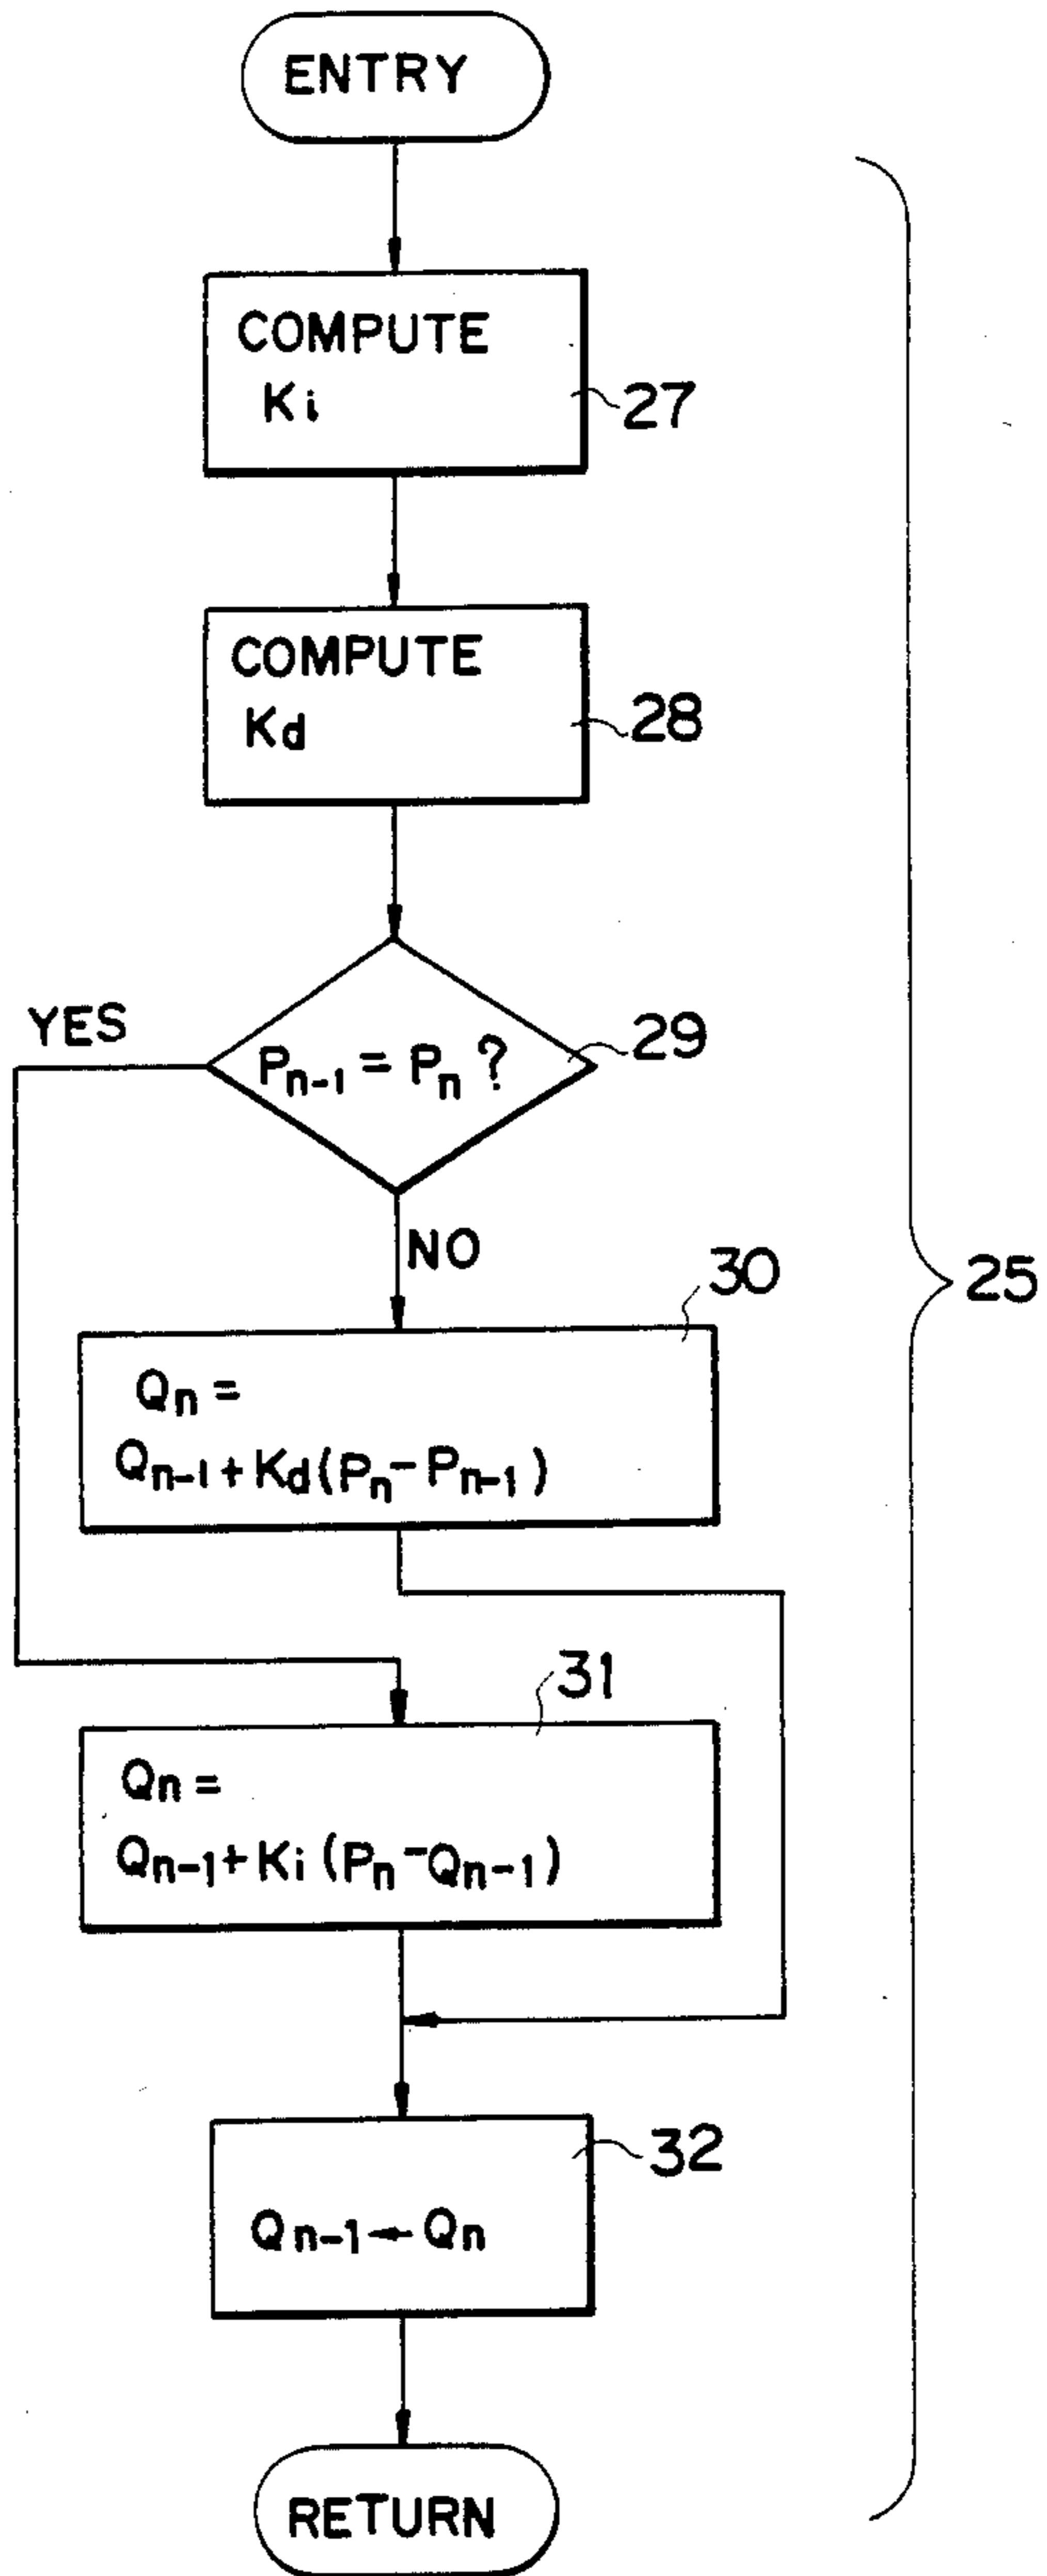 ENTRY
COMPUTE
Ki
27
COMPUTE
Kd
28
YES
Pn-1 = Pn ?
29
NO
30
Qn =
Qn-1 + Kd (Pn - Pn-1)
25
31
Qn =
Qn-1 + Ki (Pn - Qn-1)
32
Qn-1 ← Qn
RETURN